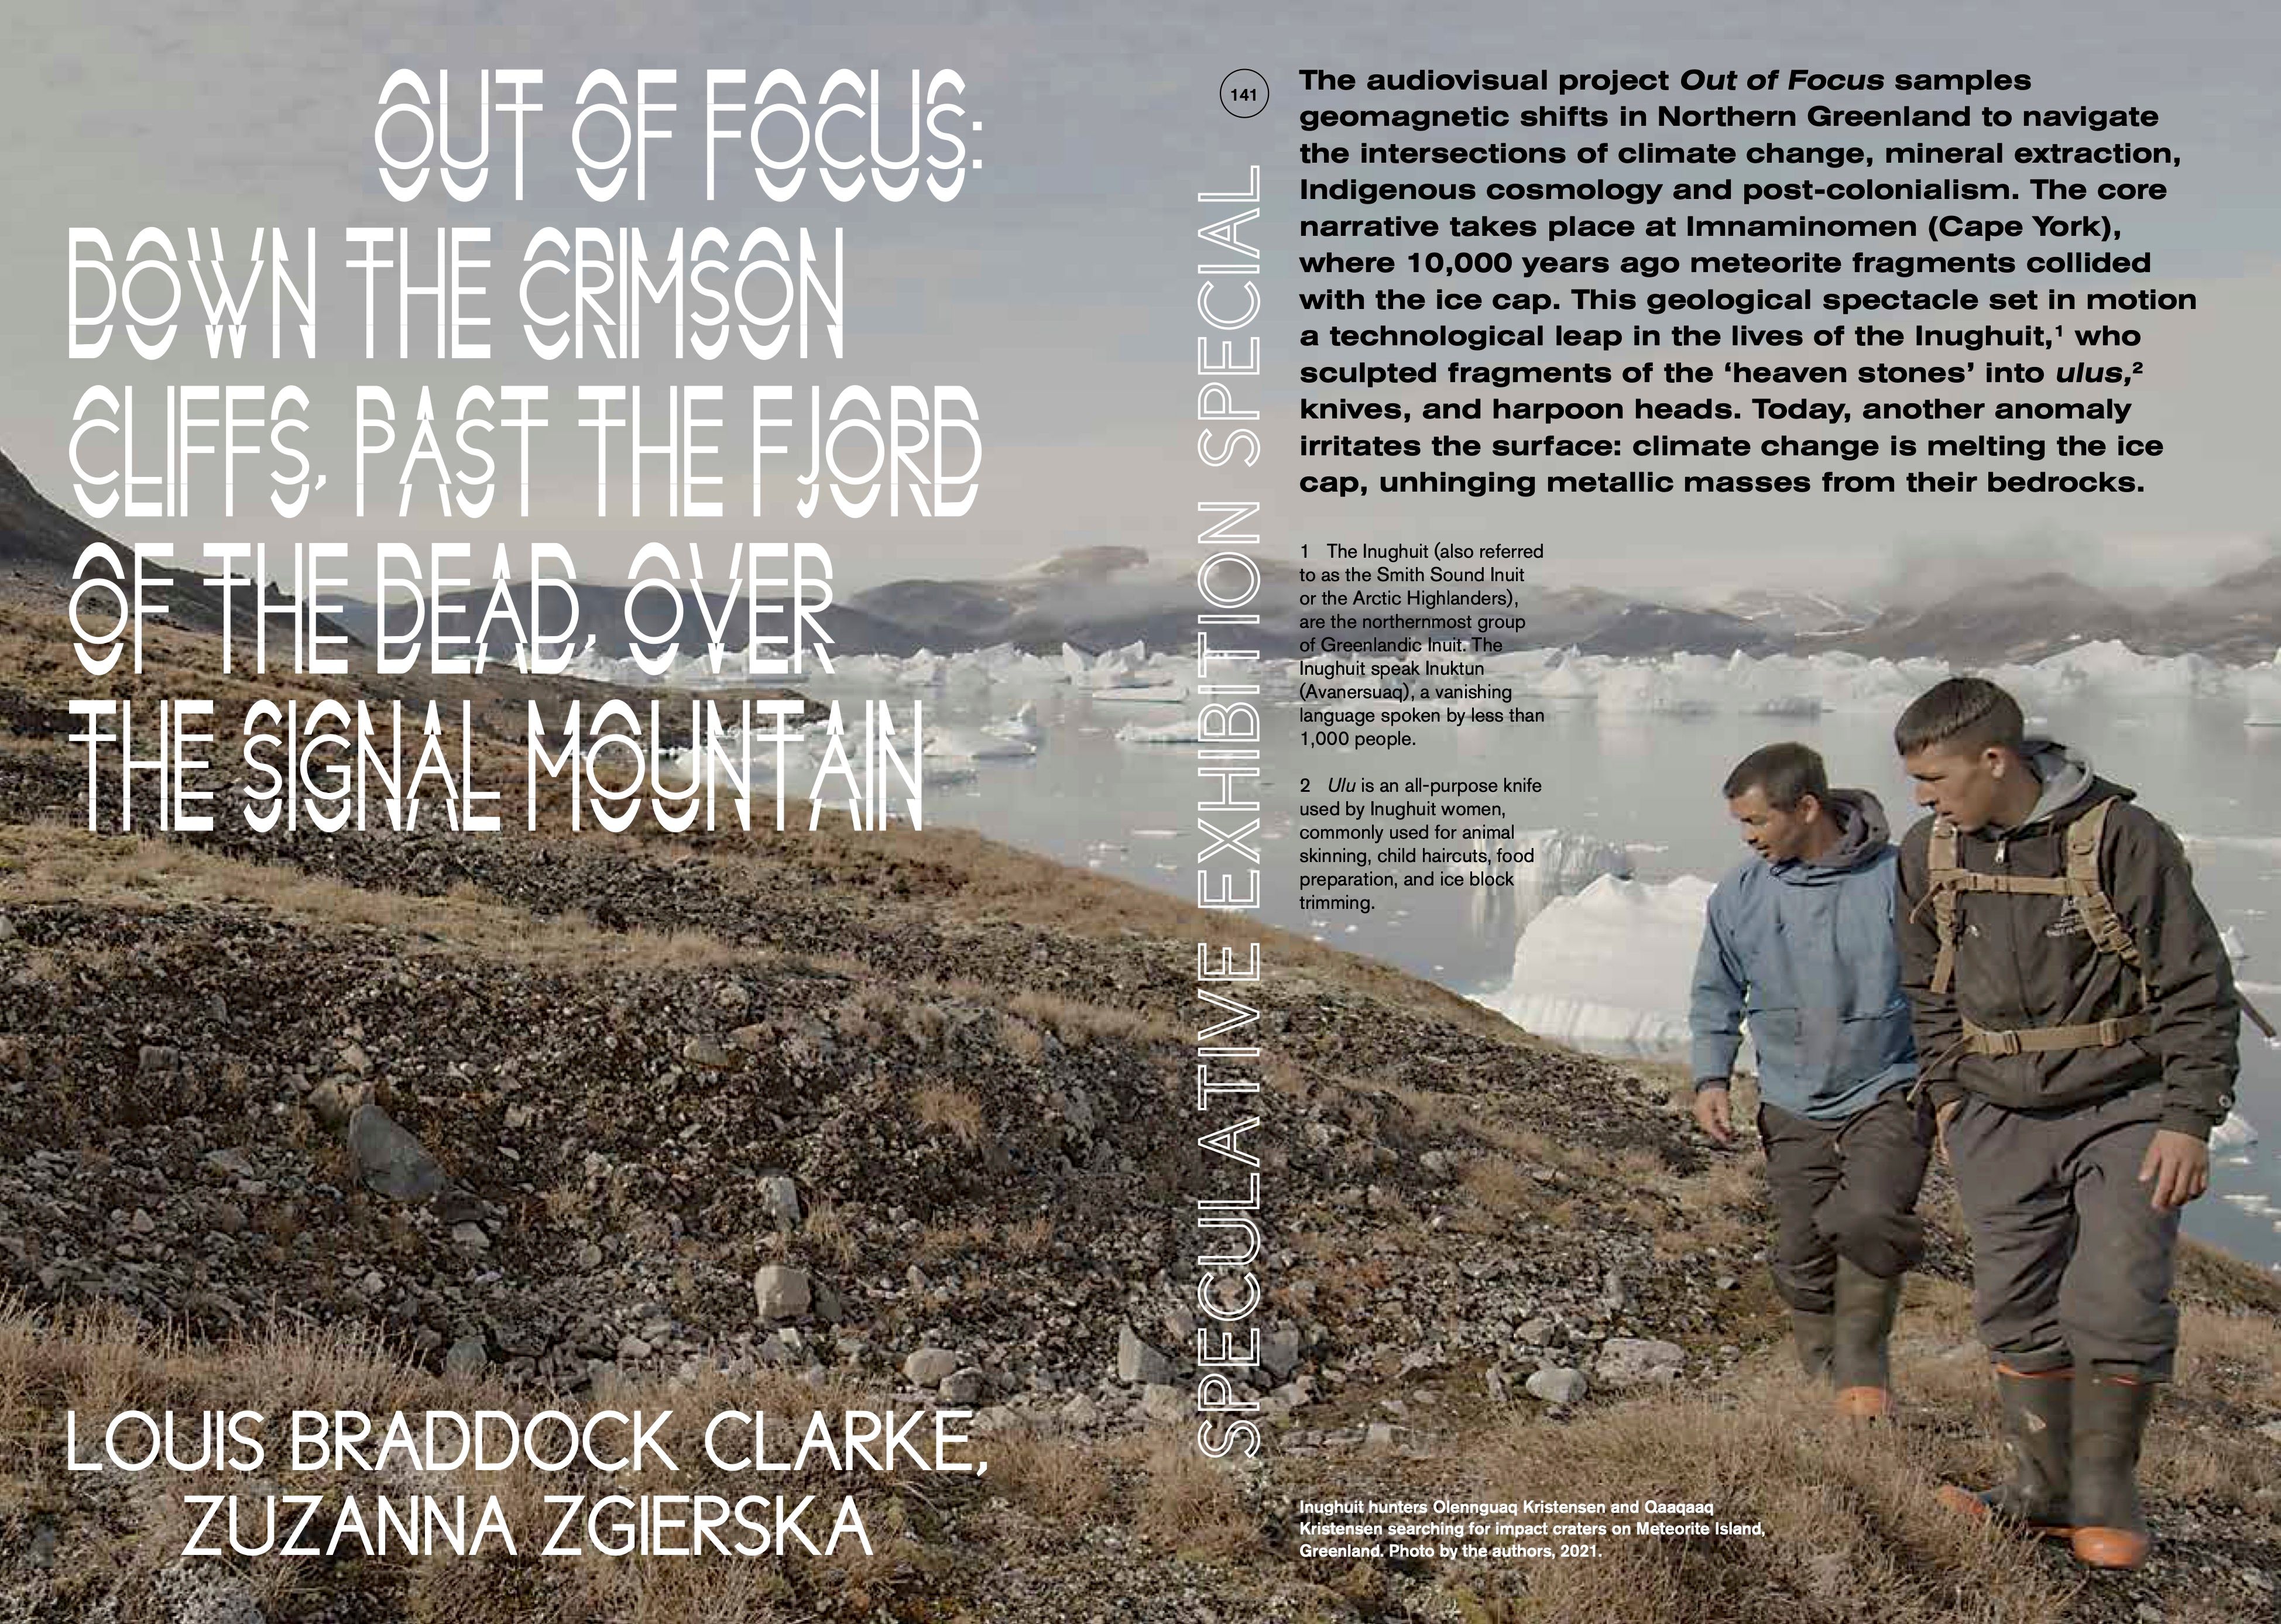 OUT OF FOCUS:
DOWN THE CRIMSON
CLIFFS, PAST THE FJORD
OF THE DEAD, OVER
THE SIGNAL MOUNTAIN
LOUIS BRADDOCK CLARKE,
ZUZANNA ZGIERSKA
SPECULATIVE EXHIBITION SPECIAL
141
The audiovisual project Out of Focus samples
geomagnetic shifts in Northern Greenland to navigate
the intersections of climate change, mineral extraction,
Indigenous cosmology and post-colonialism. The core
narrative takes place at Imnaminomen (Cape York),
where 10,000 years ago meteorite fragments collided
with the ice cap. This geological spectacle set in motion
a technological leap in the lives of the Inughuit,¹ who
sculpted fragments of the ‘heaven stones’ into ulus,²
knives, and harpoon heads. Today, another anomaly
irritates the surface: climate change is melting the ice
cap, unhinging metallic masses from their bedrocks.
1 The Inughuit (also referred
to as the Smith Sound Inuit
or the Arctic Highlanders),
are the northernmost group
of Greenlandic Inuit. The
Inughuit speak Inuktun
(Avanersuaq), a vanishing
language spoken by less than
1,000 people.
2 Ulu is an all-purpose knife
used by Inughuit women,
commonly used for animal
skinning, child haircuts, food
preparation, and ice block
trimming.
Inughuit hunters Olennguaq Kristensen and Qaaqaaq
Kristensen searching for impact craters on Meteorite Island,
Greenland. Photo by the authors, 2021.